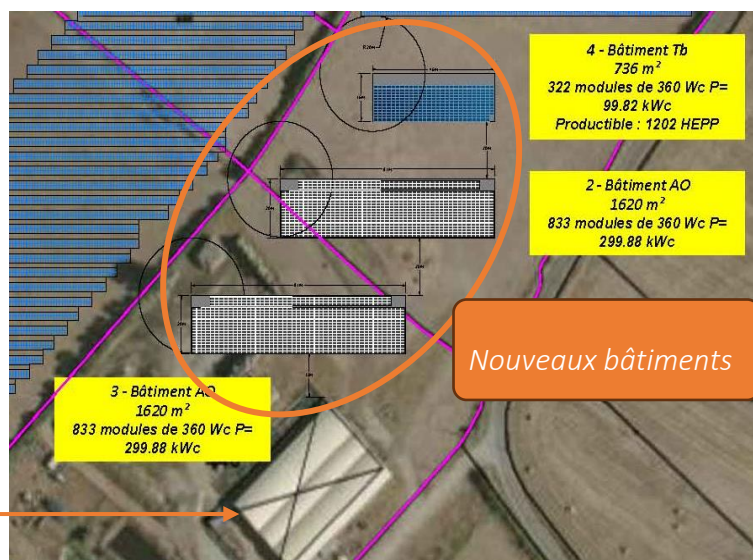 4 - Bâtiment Tb
736 m²
322 modules de 360 Wc P=
99.82 kWc
Productible : 1202 HEPP
2 - Bâtiment AO
1620 m²
833 modules de 360 Wc P=
299.88 kWc
Nouveaux bâtiments
3 - Bâtiment AO
1620 m²
833 modules de 360 Wc P=
299.88 kWc